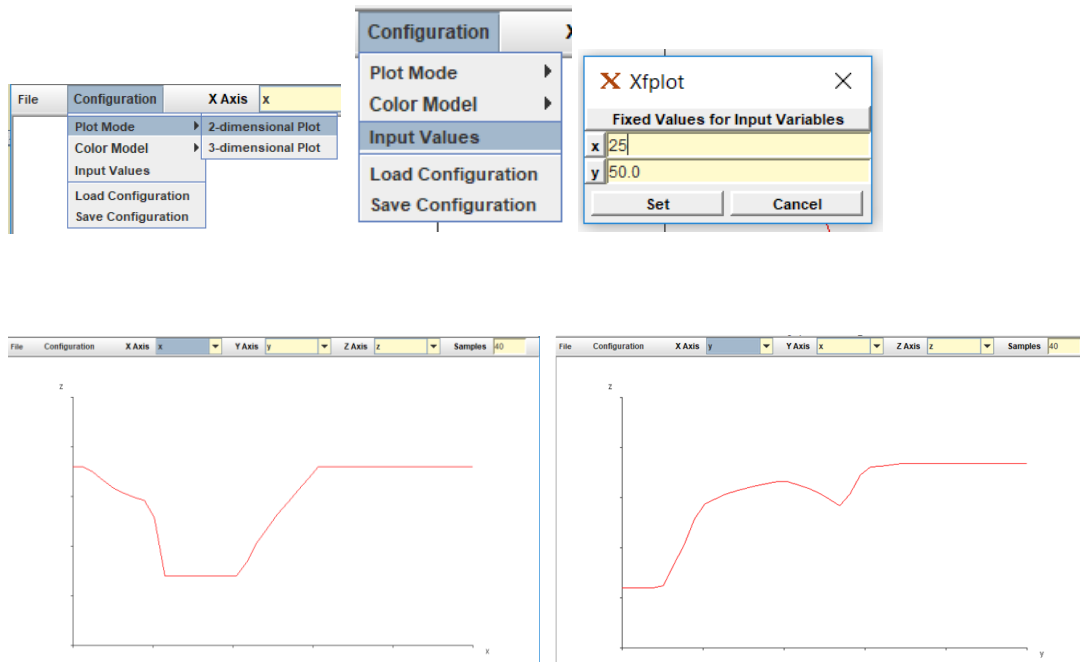 File Configuration X Axis x
Plot Mode 2-dimensional Plot
Color Model 3-dimensional Plot
Input Values
Load Configuration
Save Configuration
Configuration
Plot Mode
Color Model
Input Values
Load Configuration
Save Configuration
X Xfplot
Fixed Values for Input Variables
x 25
y 50.0
Set Cancel
File Configuration X Axis x Y Axis y Z Axis z Samples 40
z
x
File Configuration X Axis y Y Axis x Z Axis z Samples 40
z
y